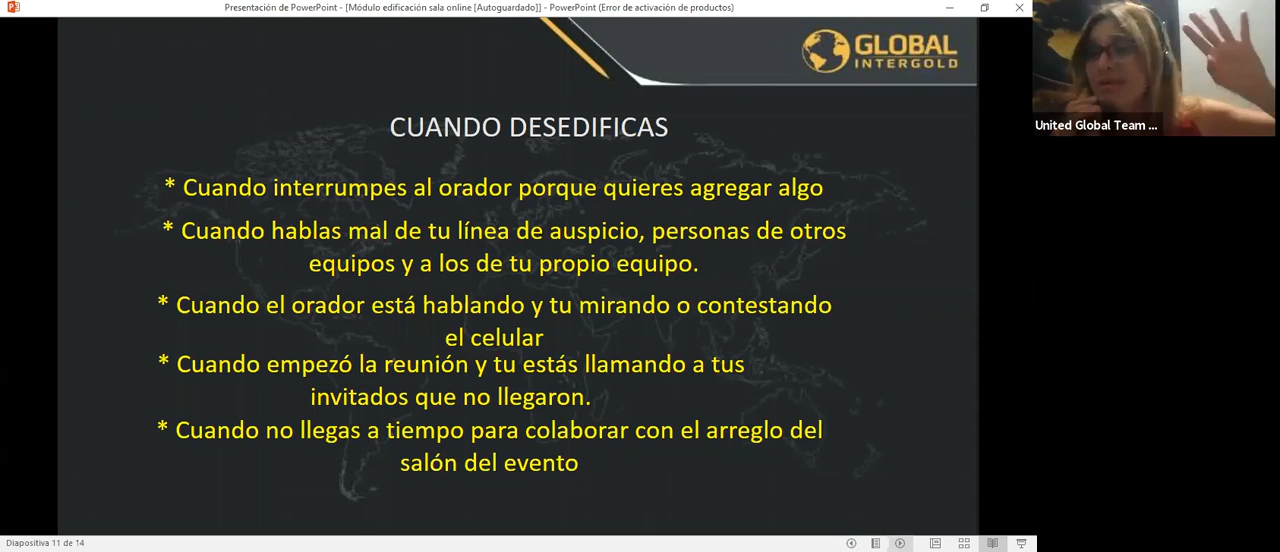 Presentación de PowerPoint - [Módulo edificación sala online [Autoguardado]] - PowerPoint (Error de activación de productos)
GLOBAL
INTERGOLD
United Global Team ...
CUANDO DESEDIFICAS
* Cuando interrumpes al orador porque quieres agregar algo
* Cuando hablas mal de tu línea de auspicio, personas de otros
equipos y a los de tu propio equipo.
* Cuando el orador está hablando y tu mirando o contestando
el celular
* Cuando empezó la reunión y tu estás llamando a tus
invitados que no llegaron.
* Cuando no llegas a tiempo para colaborar con el arreglo del
salón del evento
Diapositiva 11 de 14